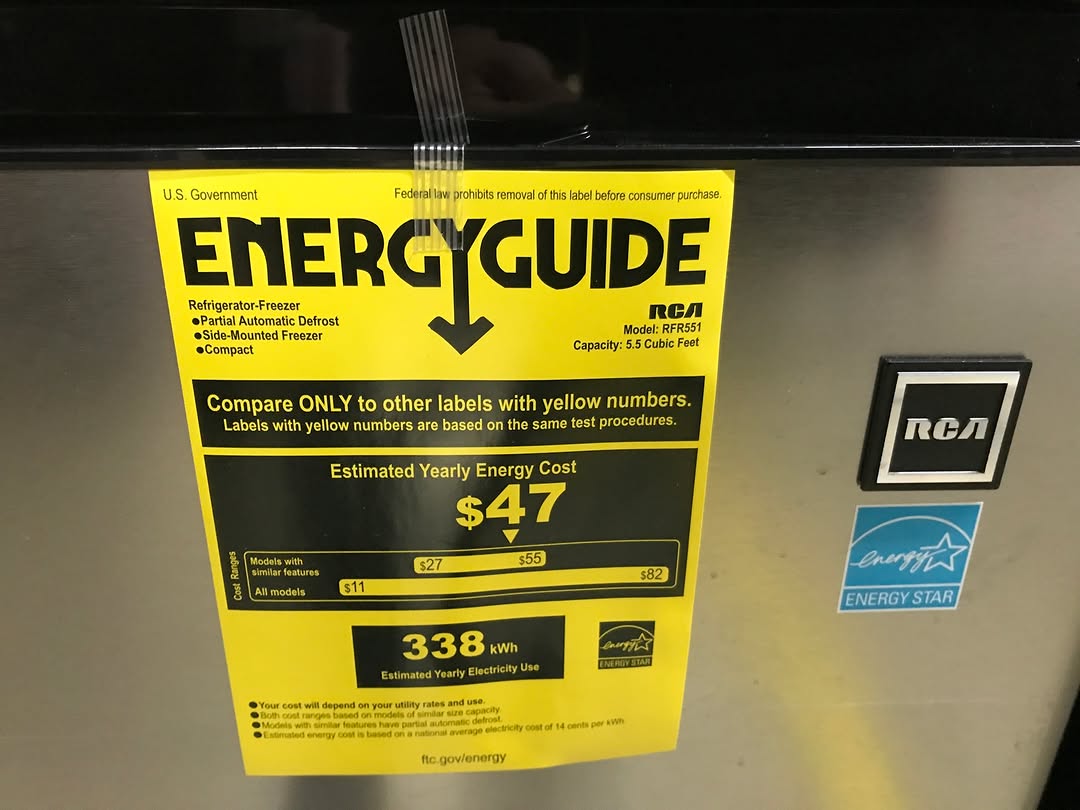 U.S. Government
Federal law prohibits removal of this label before consumer purchase.
ENERGYGUIDE
Refrigerator-Freezer
●Partial Automatic Defrost
●Side-Mounted Freezer
●Compact
RCA
Model: RFR551
Capacity: 5.5 Cubic Feet
Compare ONLY to other labels with yellow numbers.
Labels with yellow numbers are based on the same test procedures.
Estimated Yearly Energy Cost
$47
Cost Ranges
Models with
similar features
$27
$55
All models
$11
$82
338 kWh
Estimated Yearly Electricity Use
energy
ENERGY STAR
●Your cost will depend on your utility rates and use.
●Both cost ranges based on models of similar size capacity.
●Models with similar features have partial automatic defrost.
●Estimated energy cost is based on a national average electricity cost of 14 cents per kWh.
ftc.gov/energy
RCA
energy
ENERGY STAR